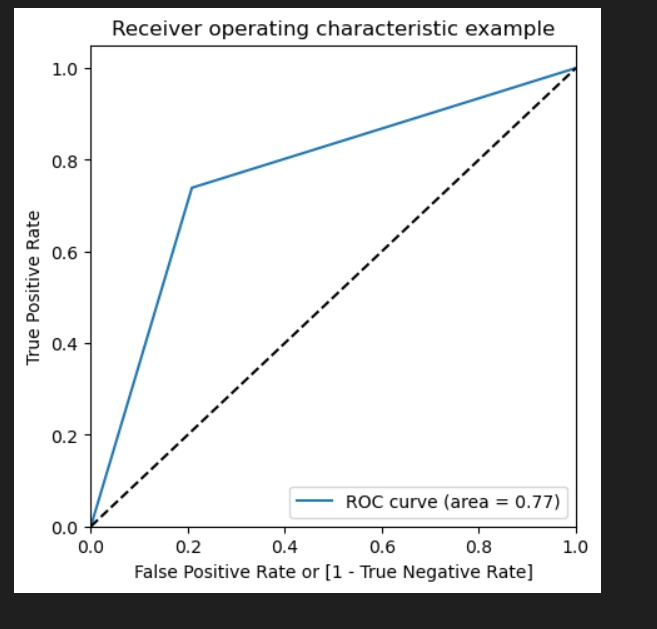 Receiver operating characteristic example
1.0
0.8
0.6
0.4
0.2
0.0
True Positive Rate
ROC curve (area = 0.77)
0.0 0.2 0.4 0.6 0.8 1.0
False Positive Rate or [1 - True Negative Rate]